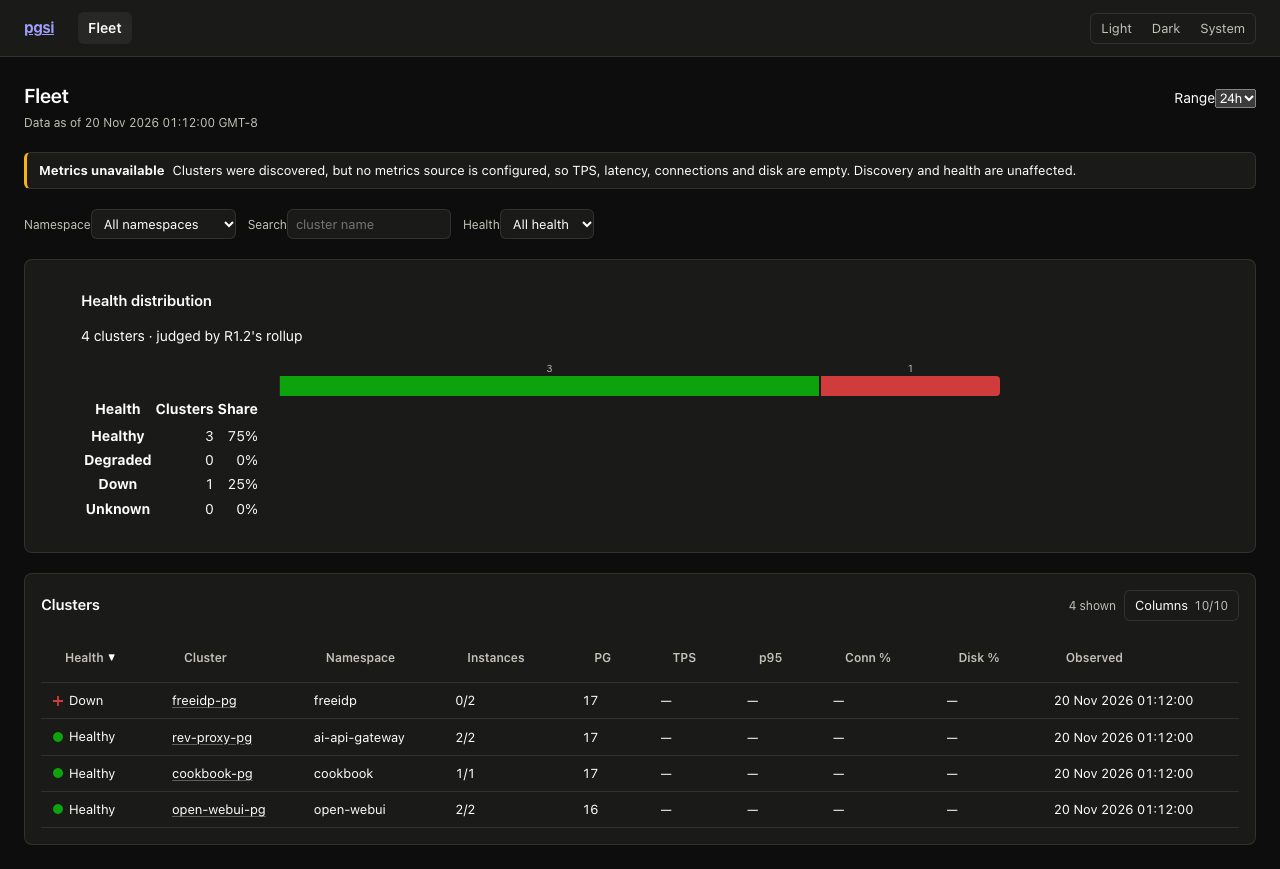 pgsi Fleet Light Dark System
Fleet
Range 24h
Data as of 20 Nov 2026 01:12:00 GMT-8
Metrics unavailable Clusters were discovered, but no metrics source is configured, so TPS, latency, connections and disk are empty. Discovery and health are unaffected.
Namespace All namespaces Search cluster name Health All health
Health distribution
4 clusters · judged by R1.2's rollup
3 1
Health Clusters Share
Healthy 3 75%
Degraded 0 0%
Down 1 25%
Unknown 0 0%
Clusters 4 shown Columns 10/10
Health ▼ Cluster Namespace Instances PG TPS p95 Conn % Disk % Observed
Down freeidp-pg freeidp 0/2 17 — — — — 20 Nov 2026 01:12:00
Healthy rev-proxy-pg ai-api-gateway 2/2 17 — — — — 20 Nov 2026 01:12:00
Healthy cookbook-pg cookbook 1/1 17 — — — — 20 Nov 2026 01:12:00
Healthy open-webui-pg open-webui 2/2 16 — — — — 20 Nov 2026 01:12:00